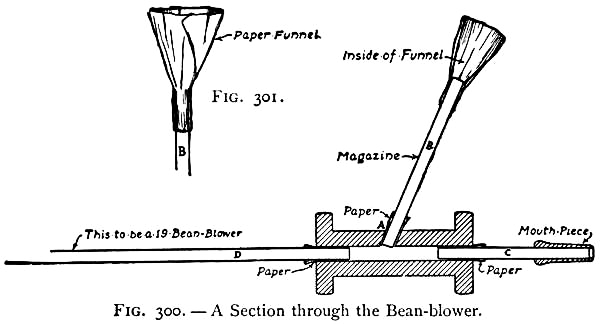 Paper Funnel
Inside of Funnel
FIG. 301.
B
B
Magazine
Paper
A
This to be a 19 Bean-Blower
Mouth-Piece
D
C
Paper
Paper
FIG. 300. — A Section through the Bean-blower.